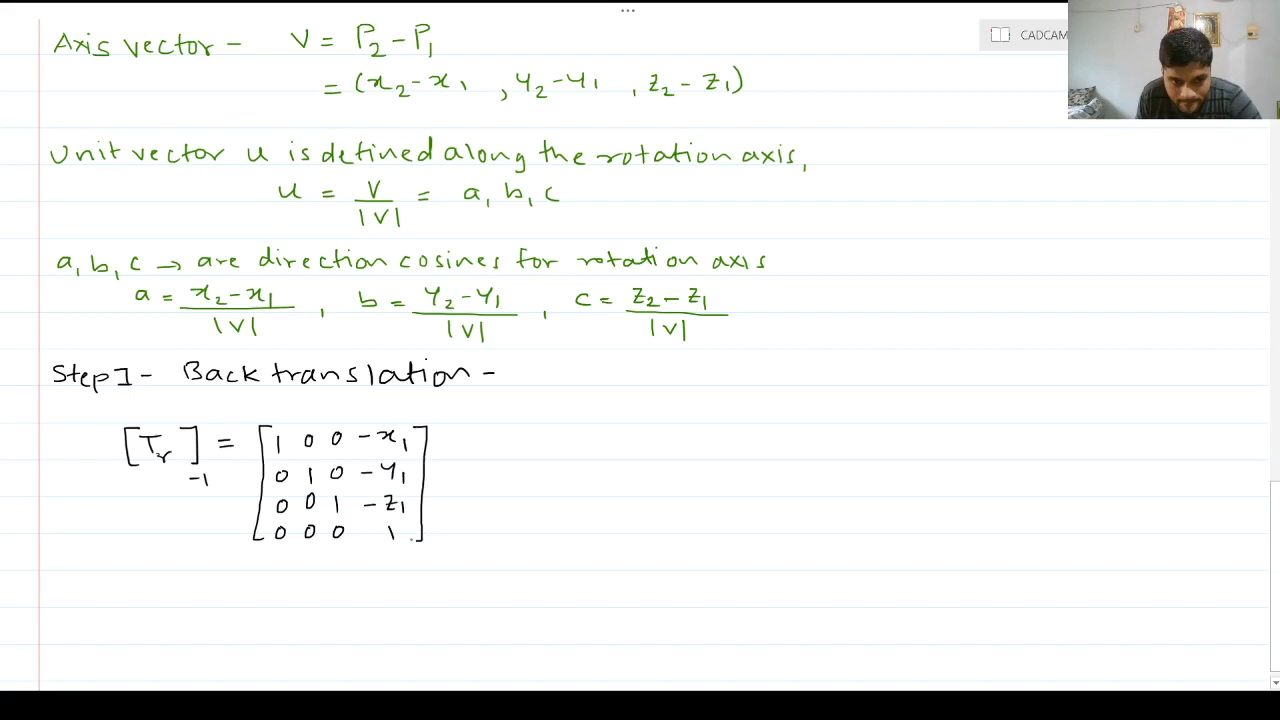 CADCAM
Axis vector - V = P₂ - P₁
= (x₂ - x₁ , y₂ - y₁ , z₂ - z₁)
Unit vector u is defined along the rotation axis,
u = V / |V| = a, b, c
a, b, c → are direction cosines for rotation axis
a = x₂ - x₁ / |V| , b = y₂ - y₁ / |V| , c = z₂ - z₁ / |V|
Step I - Back translation -
[Tr]₋₁ = [1 0 0 -x₁
0 1 0 -y₁
0 0 1 -z₁
0 0 0 1]